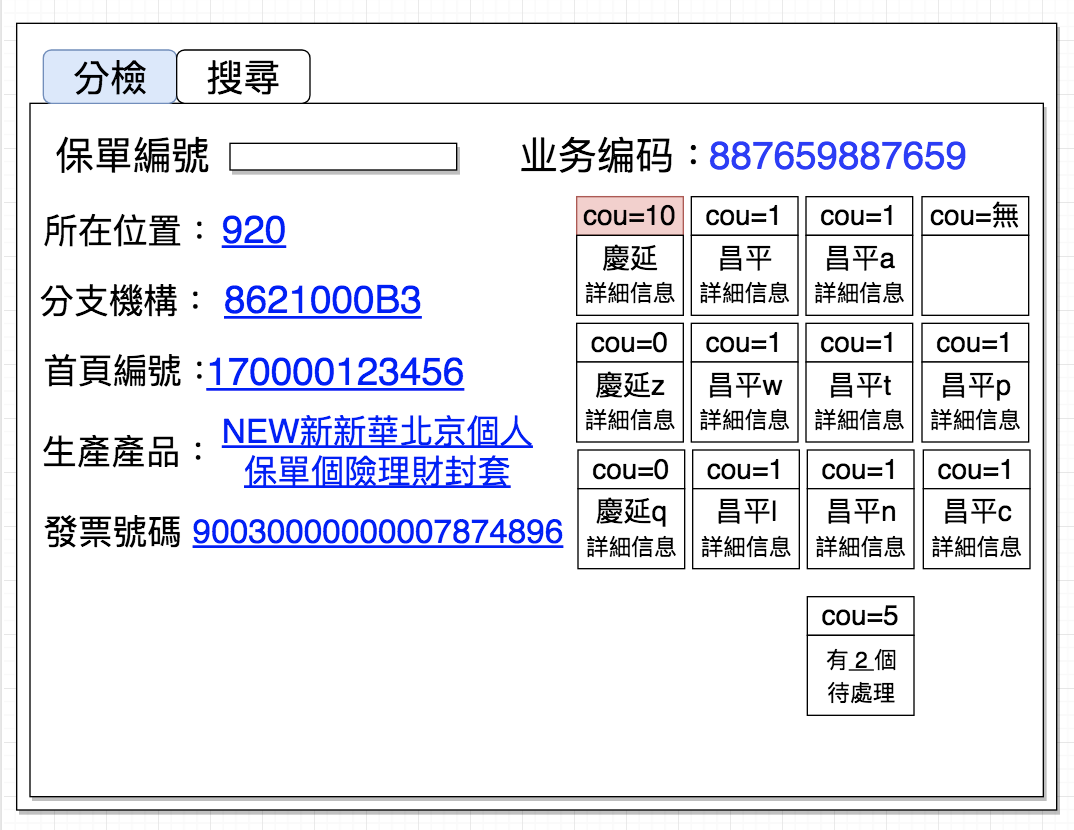 分檢 搜尋
保單編號
业务编码：887659887659
所在位置： 920
分支機構： 8621000B3
首頁編號：170000123456
生產產品： NEW新新華北京個人
保單個險理財封套
發票號碼 90030000000007874896
cou=10 cou=1 cou=1 cou=無
慶延 昌平 昌平a
詳細信息 詳細信息 詳細信息
cou=0 cou=1 cou=1 cou=1
慶延z 昌平w 昌平t 昌平p
詳細信息 詳細信息 詳細信息 詳細信息
cou=0 cou=1 cou=1 cou=1
慶延q 昌平l 昌平n 昌平c
詳細信息 詳細信息 詳細信息 詳細信息
cou=5
有 2 個
待處理